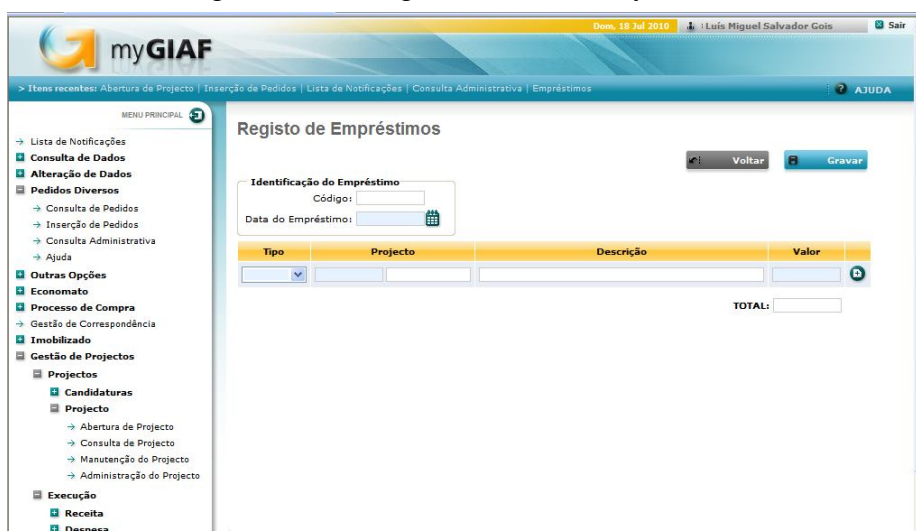 Dom, 18 Jul 2010 Luís Miguel Salvador Gois Sair
myGIAF
> Itens recentes: Abertura de Projecto | Inserção de Pedidos | Lista de Notificações | Consulta Administrativa | Empréstimos
AJUDA
MENU PRINCIPAL
Lista de Notificações
Consulta de Dados
Alteração de Dados
Pedidos Diversos
Consulta de Pedidos
Inserção de Pedidos
Consulta Administrativa
Ajuda
Outras Opções
Economato
Processo de Compra
Gestão de Correspondência
Imobilizado
Gestão de Projectos
Projectos
Candidaturas
Projecto
Abertura de Projecto
Consulta de Projecto
Manutenção do Projecto
Administração do Projecto
Execução
Receita
Despesa
Registo de Empréstimos
Voltar Gravar
Identificação do Empréstimo
Código:
Data do Empréstimo:
Tipo Projecto Descrição Valor
TOTAL: